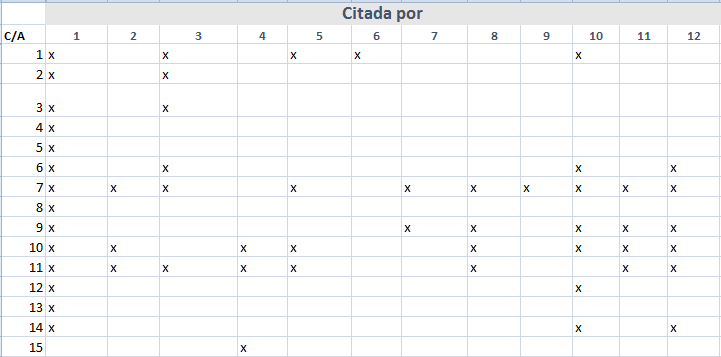 Citada por
C/A 1 2 3 4 5 6 7 8 9 10 11 12
1 x x x x x
2 x x
3 x x
4 x
5 x
6 x x x x
7 x x x x x x x x x x
8 x
9 x x x x x x
10 x x x x x x x x
11 x x x x x x x x
12 x x
13 x
14 x x x
15 x